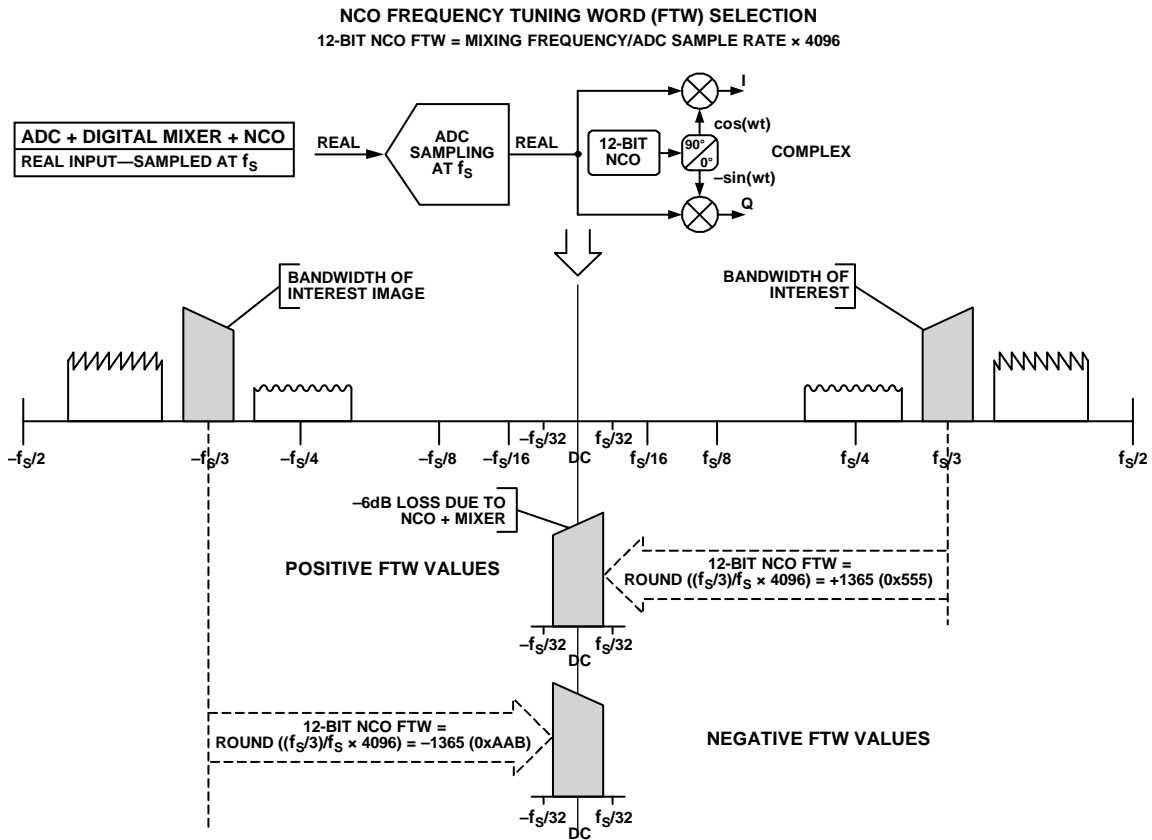 NCO FREQUENCY TUNING WORD (FTW) SELECTION
12-BIT NCO FTW = MIXING FREQUENCY/ADC SAMPLE RATE × 4096
ADC + DIGITAL MIXER + NCO
REAL INPUT—SAMPLED AT fS
REAL
ADC
SAMPLING
AT fS
REAL
12-BIT
NCO
90°
0°
cos(wt)
–sin(wt)
I
Q
COMPLEX
BANDWIDTH OF
INTEREST IMAGE
BANDWIDTH OF
INTEREST
–fS/2
–fS/3
–fS/4
–fS/8
–fS/16
–fS/32
DC
fS/32
fS/16
fS/8
fS/4
fS/3
fS/2
–6dB LOSS DUE TO
NCO + MIXER
POSITIVE FTW VALUES
12-BIT NCO FTW =
ROUND ((fS/3)/fS × 4096) = +1365 (0x555)
–fS/32
DC
fS/32
12-BIT NCO FTW =
ROUND ((fS/3)/fS × 4096) = –1365 (0xAAB)
NEGATIVE FTW VALUES
–fS/32
DC
fS/32